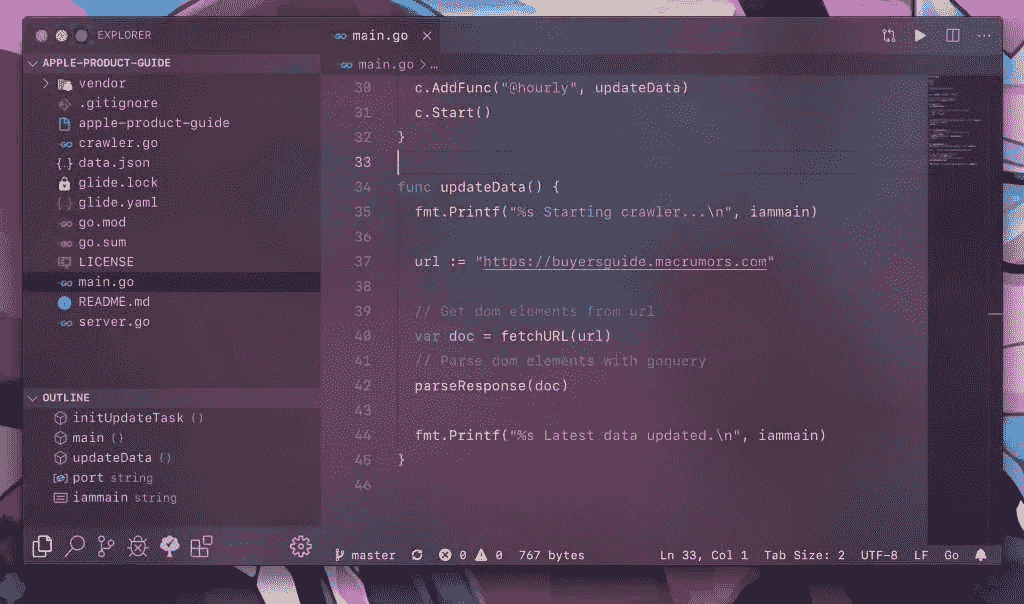 EXPLORER
APPLE-PRODUCT-GUIDE
vendor
.gitignore
apple-product-guide
crawler.go
{..} data.json
glide.lock
{..} glide.yaml
go.mod
go.sum
LICENSE
main.go
README.md
server.go
OUTLINE
initUpdateTask ()
main ()
updateData ()
port string
iammain string
main.go ×
main.go > …
30 c.AddFunc("@hourly", updateData)
31 c.Start()
32 }
33
34 func updateData() {
35 fmt.Printf("%s Starting crawler...\n", iammain)
36
37 url := "https://buyersguide.macrumors.com"
38
39 // Get dom elements from url
40 var doc = fetchURL(url)
41 // Parse dom elements with goquery
42 parseResponse(doc)
43
44 fmt.Printf("%s Latest data updated.\n", iammain)
45 }
46
master 0 0 767 bytes Ln 33, Col 1 Tab Size: 2 UTF-8 LF Go